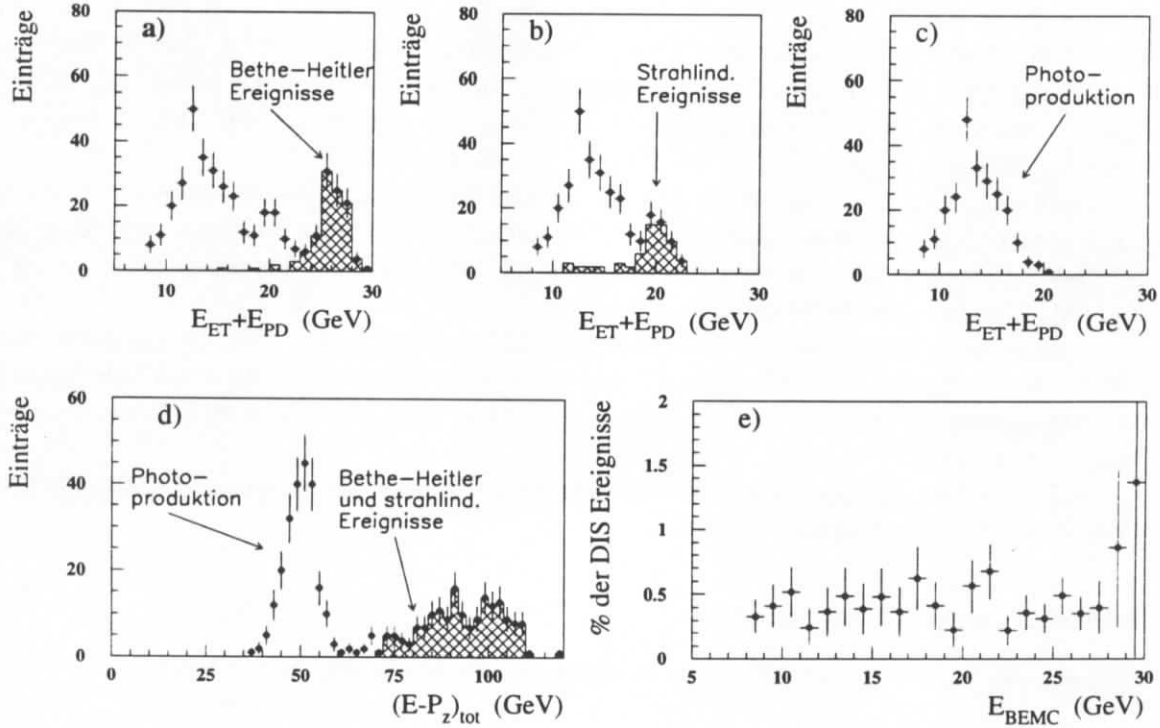 a)
Einträge
80
60
40
20
0
Bethe-Heitler
Ereignisse
10
20
30
E_ET+E_PD (GeV)
b)
Einträge
80
60
40
20
0
Strahlind.
Ereignisse
10
20
30
E_ET+E_PD (GeV)
c)
Einträge
80
60
40
20
0
Photo-
produktion
10
20
30
E_ET+E_PD (GeV)
d)
Einträge
60
40
20
0
Photo-
produktion
Bethe-Heitler
und strahlind.
Ereignisse
0
25
50
75
100
(E-P_z)_tot (GeV)
e)
% der DIS Ereignisse
2
1.5
1
0.5
0
5
10
15
20
25
30
E_BEMC (GeV)